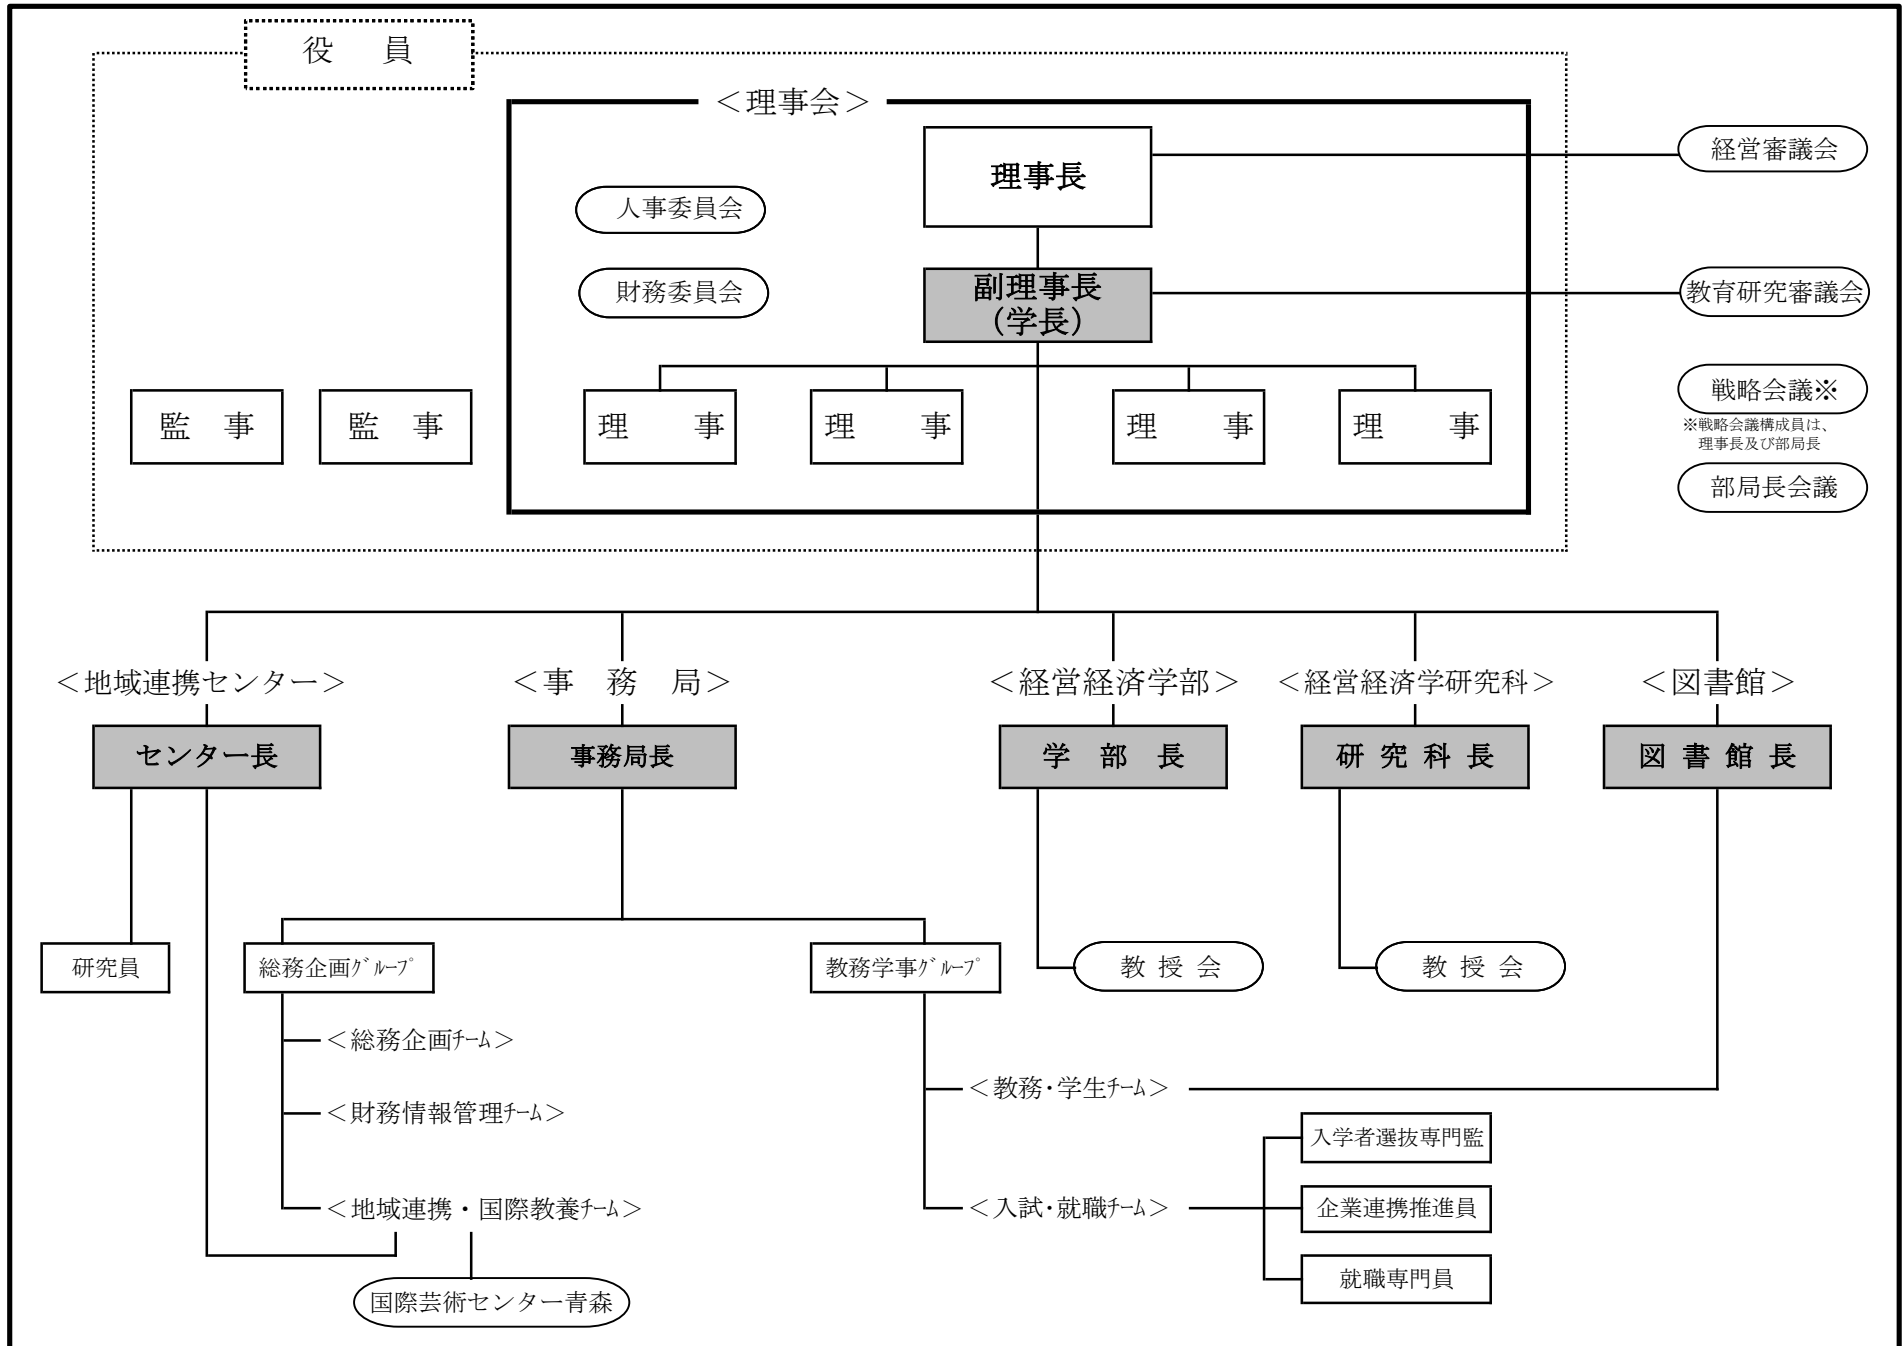 役　員
＜理事会＞
理事長
経営審議会
人事委員会
副理事長
（学長）
財務委員会
教育研究審議会
監　事
監　事
理　事
理　事
理　事
理　事
戦略会議※
※戦略会議構成員は、
理事長及び部局長
部局長会議
＜地域連携センター＞
＜事　務　局＞
＜経営経済学部＞
＜経営経済学研究科＞
＜図書館＞
センター長
事務局長
学　部　長
研 究 科 長
図 書 館 長
研究員
総務企画ｸﾞﾙｰﾌﾟ
教務学事ｸﾞﾙｰﾌﾟ
教 授 会
教 授 会
＜総務企画ﾁｰﾑ＞
＜教務・学生ﾁｰﾑ＞
＜財務情報管理ﾁｰﾑ＞
入学者選抜専門監
＜地域連携・国際教養ﾁｰﾑ＞
＜入試・就職ﾁｰﾑ＞
企業連携推進員
就職専門員
国際芸術センター青森